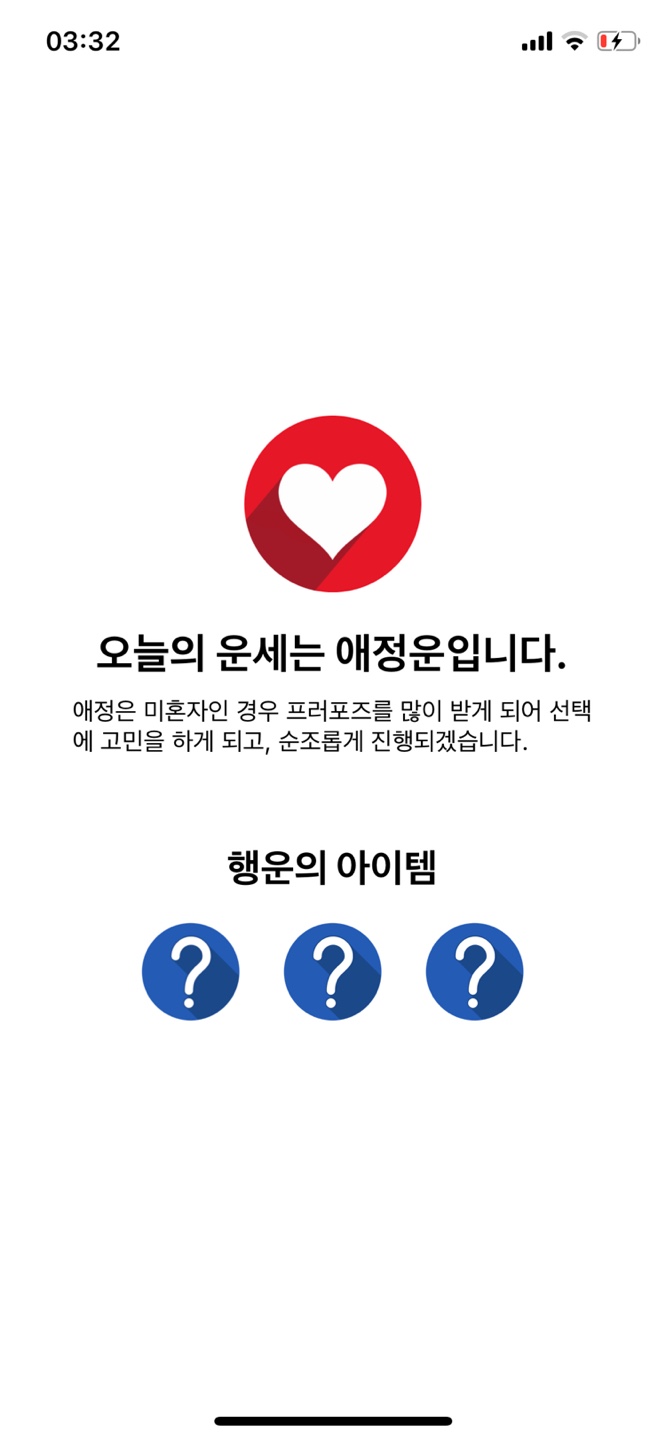 03:32
오늘의 운세는 애정운입니다.
애정은 미혼자인 경우 프러포즈를 많이 받게 되어 선택
에 고민을 하게 되고, 순조롭게 진행되겠습니다.
행운의 아이템
? ? ?